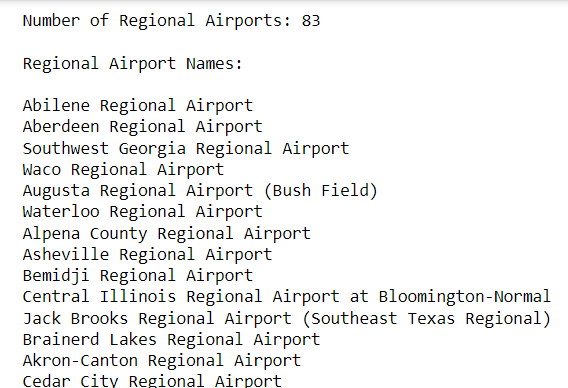 Number of Regional Airports: 83
Regional Airport Names:
Abilene Regional Airport
Aberdeen Regional Airport
Southwest Georgia Regional Airport
Waco Regional Airport
Augusta Regional Airport (Bush Field)
Waterloo Regional Airport
Alpena County Regional Airport
Asheville Regional Airport
Bemidji Regional Airport
Central Illinois Regional Airport at Bloomington-Normal
Jack Brooks Regional Airport (Southeast Texas Regional)
Brainerd Lakes Regional Airport
Akron-Canton Regional Airport
Cedar City Regional Airport